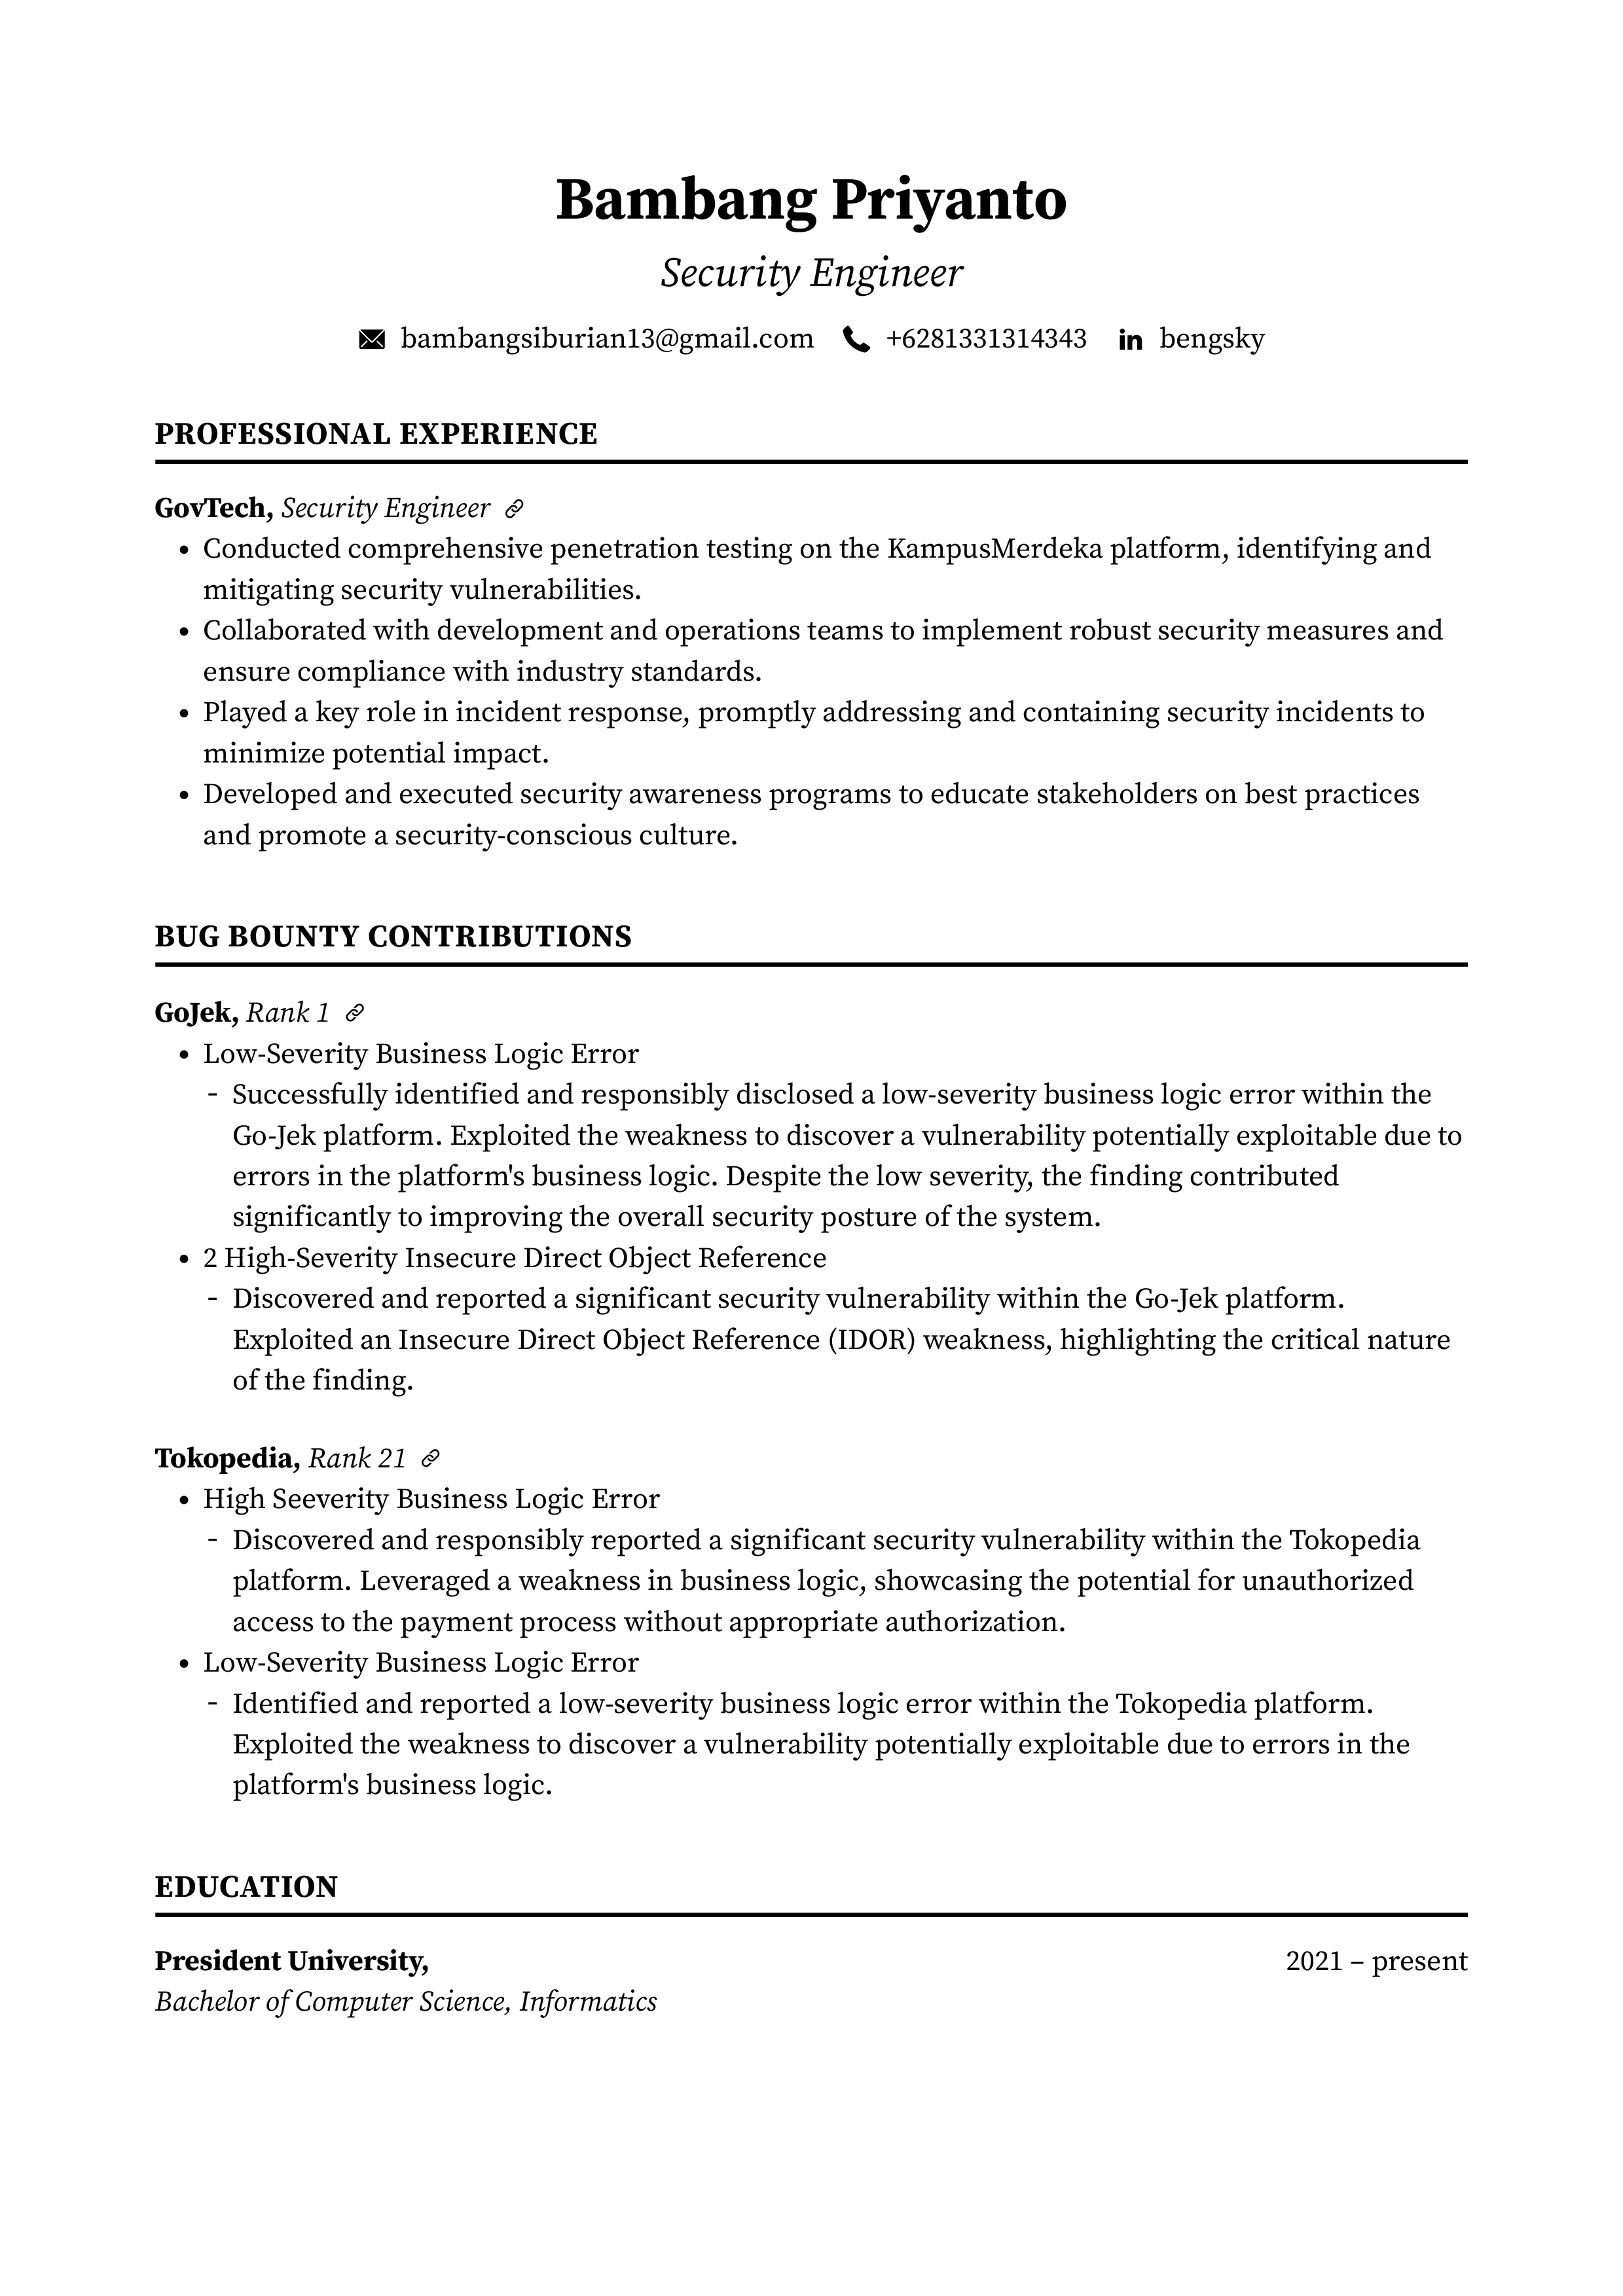 Bambang Priyanto
Security Engineer
bambangsiburian13@gmail.com +6281331314343 bengsky
PROFESSIONAL EXPERIENCE
GovTech, Security Engineer
• Conducted comprehensive penetration testing on the KampusMerdeka platform, identifying and
mitigating security vulnerabilities.
• Collaborated with development and operations teams to implement robust security measures and
ensure compliance with industry standards.
• Played a key role in incident response, promptly addressing and containing security incidents to
minimize potential impact.
• Developed and executed security awareness programs to educate stakeholders on best practices
and promote a security-conscious culture.
BUG BOUNTY CONTRIBUTIONS
GoJek, Rank 1
• Low-Severity Business Logic Error
- Successfully identified and responsibly disclosed a low-severity business logic error within the
Go-Jek platform. Exploited the weakness to discover a vulnerability potentially exploitable due to
errors in the platform's business logic. Despite the low severity, the finding contributed
significantly to improving the overall security posture of the system.
• 2 High-Severity Insecure Direct Object Reference
- Discovered and reported a significant security vulnerability within the Go-Jek platform.
Exploited an Insecure Direct Object Reference (IDOR) weakness, highlighting the critical nature
of the finding.
Tokopedia, Rank 21
• High Seeverity Business Logic Error
- Discovered and responsibly reported a significant security vulnerability within the Tokopedia
platform. Leveraged a weakness in business logic, showcasing the potential for unauthorized
access to the payment process without appropriate authorization.
• Low-Severity Business Logic Error
- Identified and reported a low-severity business logic error within the Tokopedia platform.
Exploited the weakness to discover a vulnerability potentially exploitable due to errors in the
platform's business logic.
EDUCATION
President University, 2021 – present
Bachelor of Computer Science, Informatics